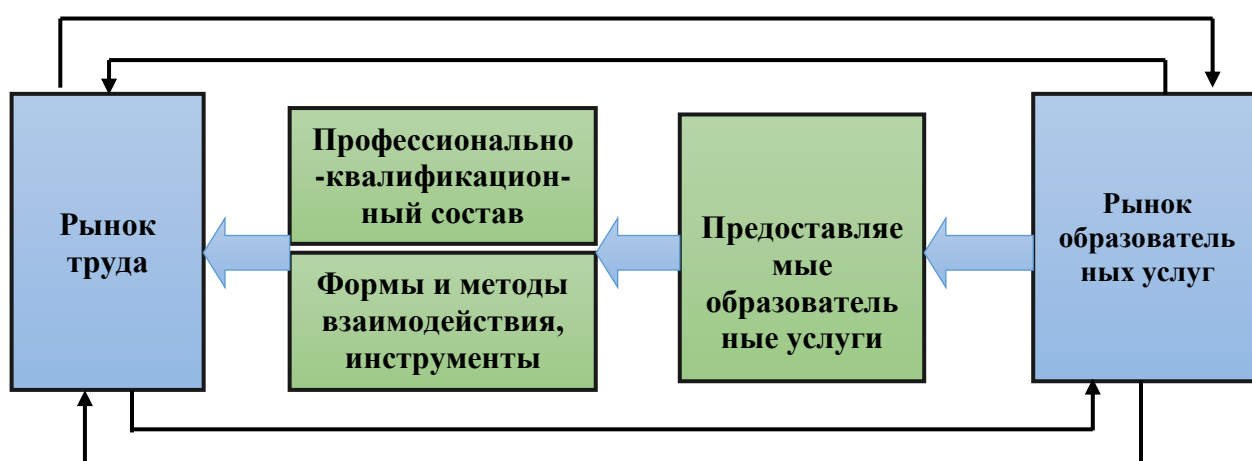 Рынок
труда
Профессионально
-квалификацион-
ный состав
Формы и методы
взаимодействия,
инструменты
Предоставляе
мые
образователь
ные услуги
Рынок
образователь
ных услуг